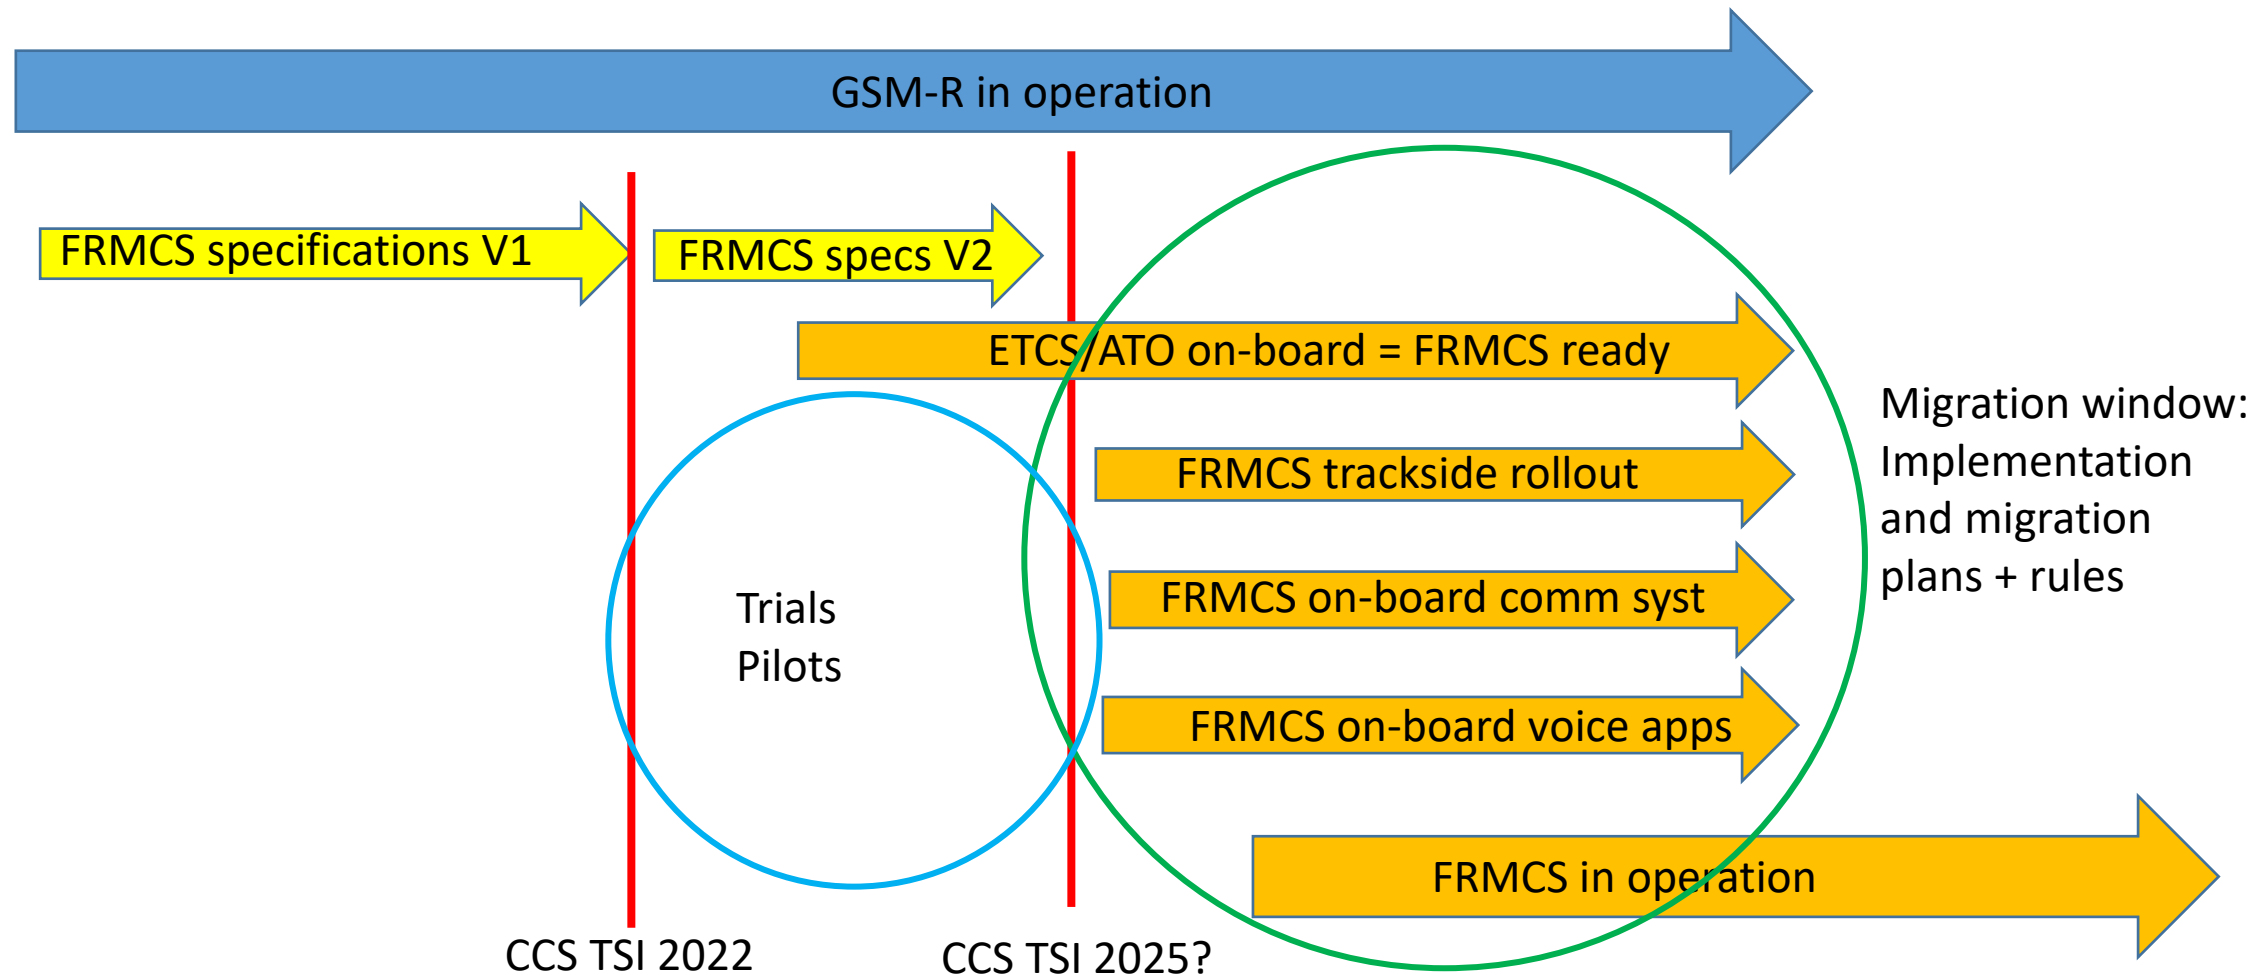 GSM-R in operation
FRMCS specifications V1
FRMCS specs V2
ETCS/ATO on-board = FRMCS ready
Migration window:
Implementation
and migration
plans + rules
FRMCS trackside rollout
FRMCS on-board comm syst
Trials
Pilots
FRMCS on-board voice apps
FRMCS in operation
CCS TSI 2022
CCS TSI 2025?